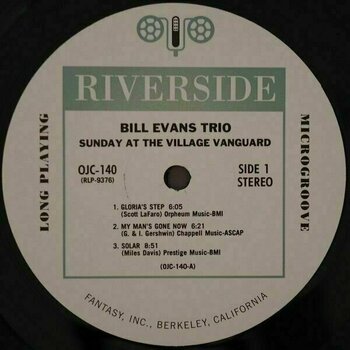 RIVERSIDE
LONG PLAYING
MICROGROOVE
BILL EVANS TRIO
SUNDAY AT THE VILLAGE VANGUARD
OJC-140
(RLP-9376)
SIDE 1
STEREO
1. GLORIA'S STEP 6:05
(Scott LaFaro) Orpheum Music-BMI
2. MY MAN'S GONE NOW 6:21
(G. & I. Gershwin) Chappell Music-ASCAP
3. SOLAR 8:51
(Miles Davis) Prestige Music-BMI
(OJC-140-A)
FANTASY, INC., BERKELEY, CALIFORNIA